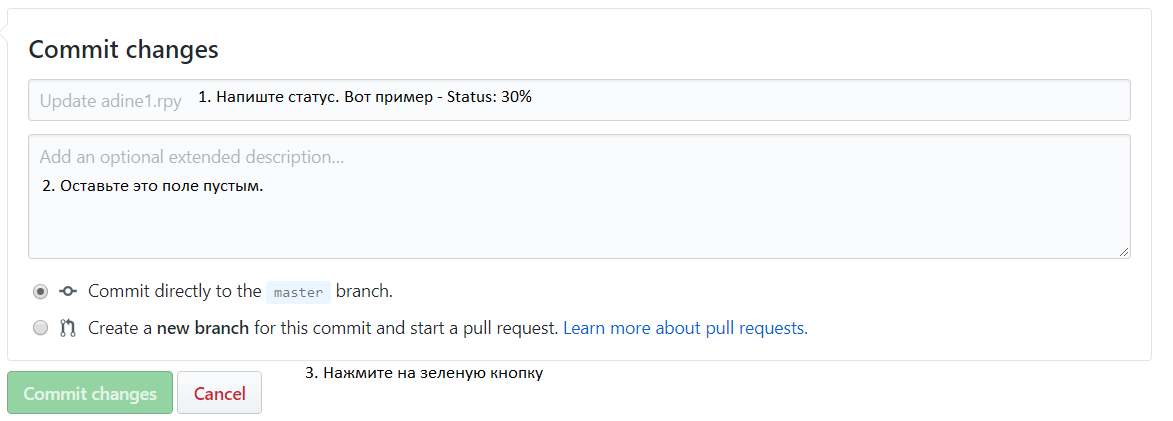 Commit changes
Update adine1.rpy 1. Напиште статус. Вот пример - Status: 30%
Add an optional extended description...
2. Оставьте это поле пустым.
Commit directly to the master branch.
Create a new branch for this commit and start a pull request. Learn more about pull requests.
Commit changes Cancel 3. Нажмите на зеленую кнопку